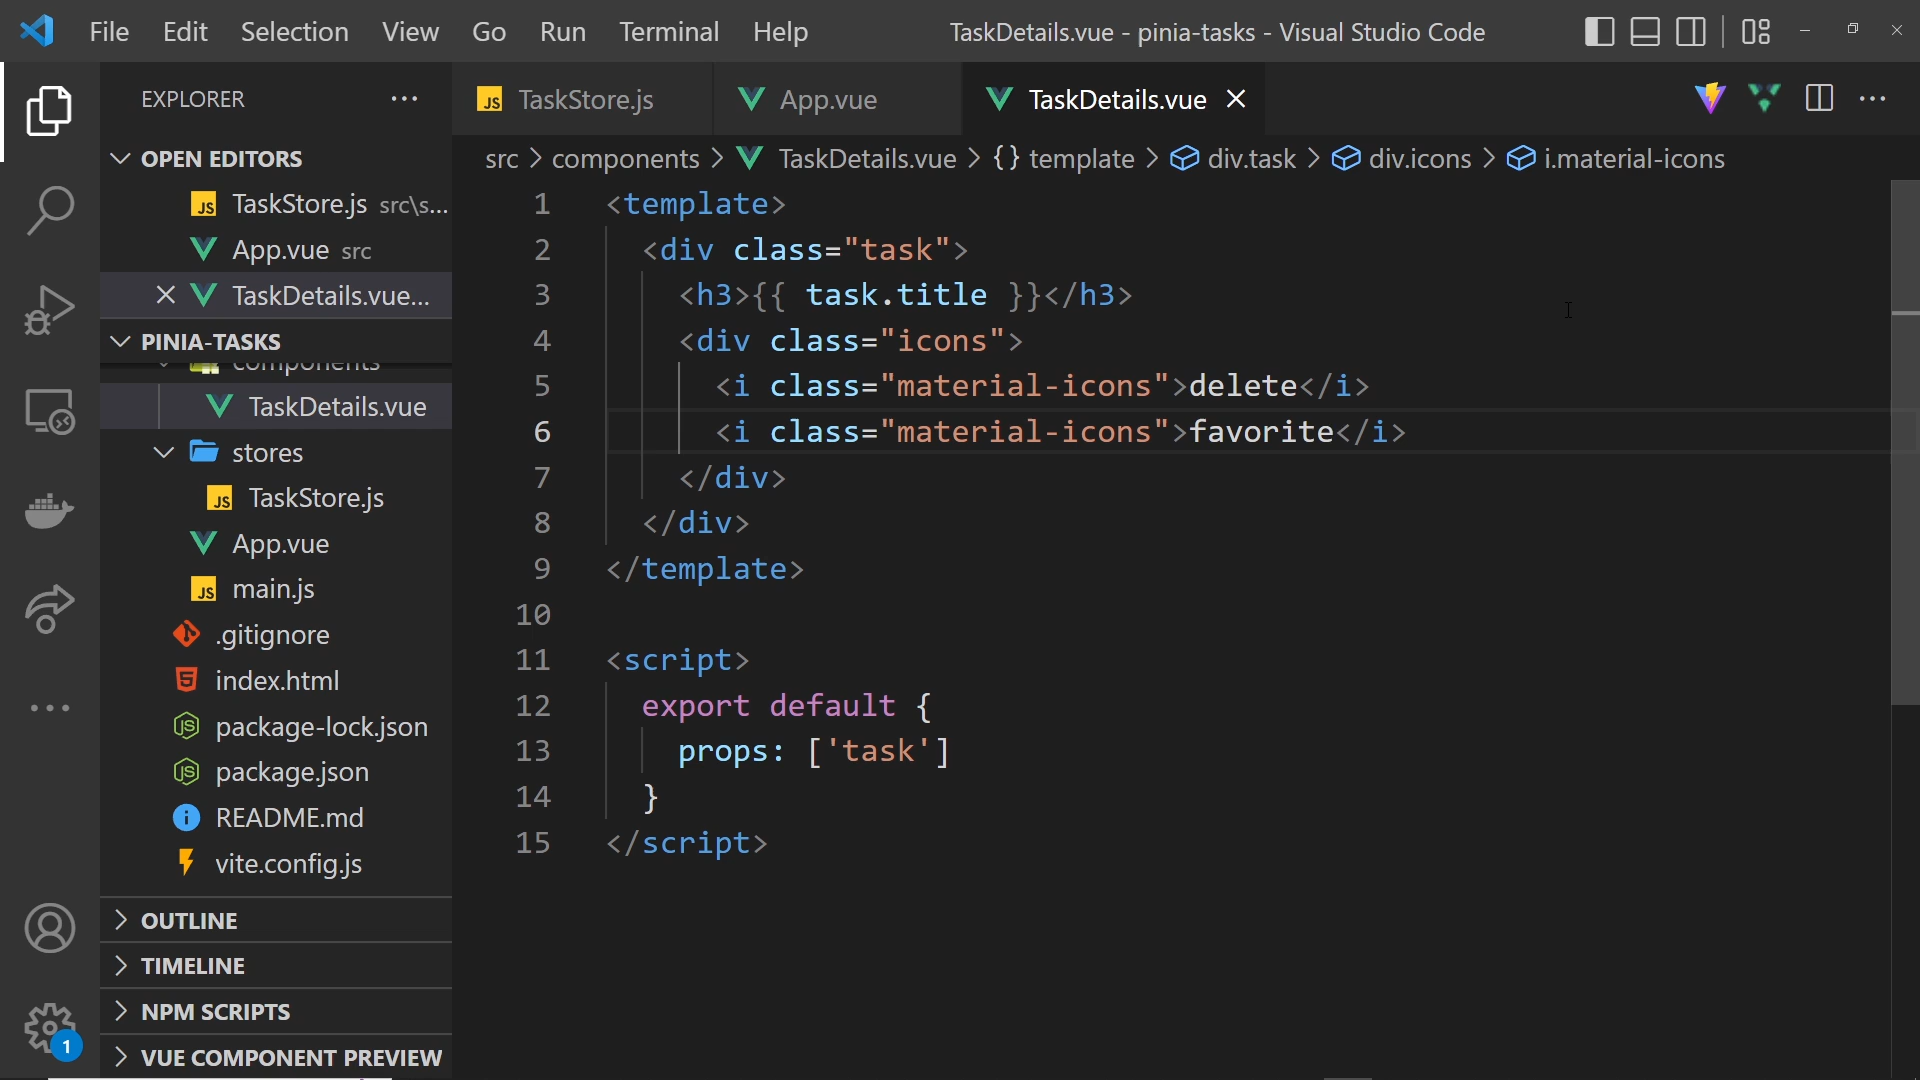 File Edit Selection View Go Run Terminal Help TaskDetails.vue - pinia-tasks - Visual Studio Code
EXPLORER
OPEN EDITORS
TaskStore.js src\s...
App.vue src
TaskDetails.vue...
PINIA-TASKS
components
TaskDetails.vue
stores
TaskStore.js
App.vue
main.js
.gitignore
index.html
package-lock.json
package.json
README.md
vite.config.js
OUTLINE
TIMELINE
NPM SCRIPTS
VUE COMPONENT PREVIEW
1
TaskStore.js App.vue TaskDetails.vue
src > components > TaskDetails.vue > {} template > div.task > div.icons > i.material-icons
1 <template>
2 <div class="task">
3 <h3>{{ task.title }}</h3>
4 <div class="icons">
5 <i class="material-icons">delete</i>
6 <i class="material-icons">favorite</i>
7 </div>
8 </div>
9 </template>
10
11 <script>
12 export default {
13 props: ['task']
14 }
15 </script>